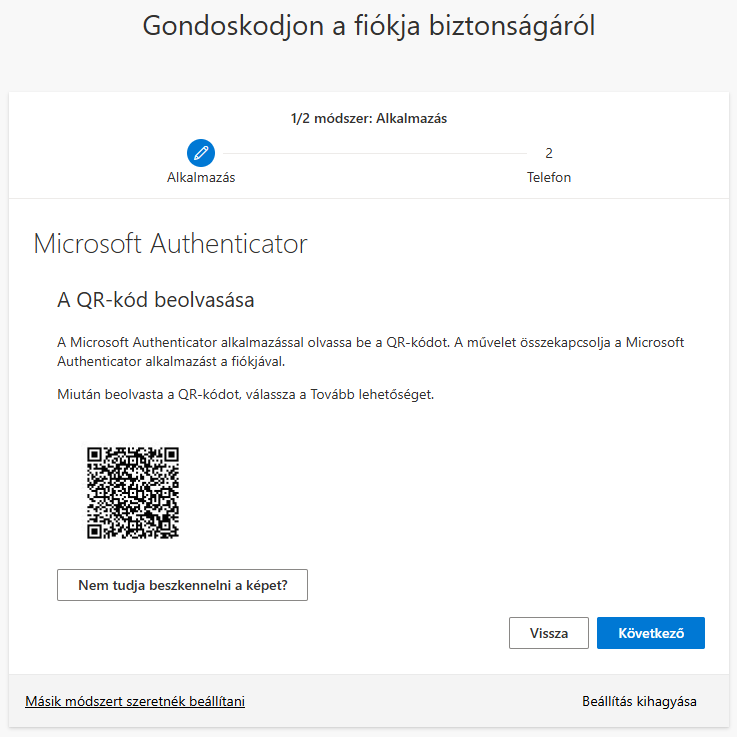 Gondoskodjon a fiókja biztonságáról
1/2 módszer: Alkalmazás
2
Alkalmazás
Telefon
Microsoft Authenticator
A QR-kód beolvasása
A Microsoft Authenticator alkalmazással olvassa be a QR-kódot. A művelet összekapcsolja a Microsoft
Authenticator alkalmazást a fiókjával.
Miután beolvasta a QR-kódot, válassza a Tovább lehetőséget.
Nem tudja beszkennelni a képet?
Vissza
Következő
Másik módszert szeretnék beállítani
Beállítás kihagyása